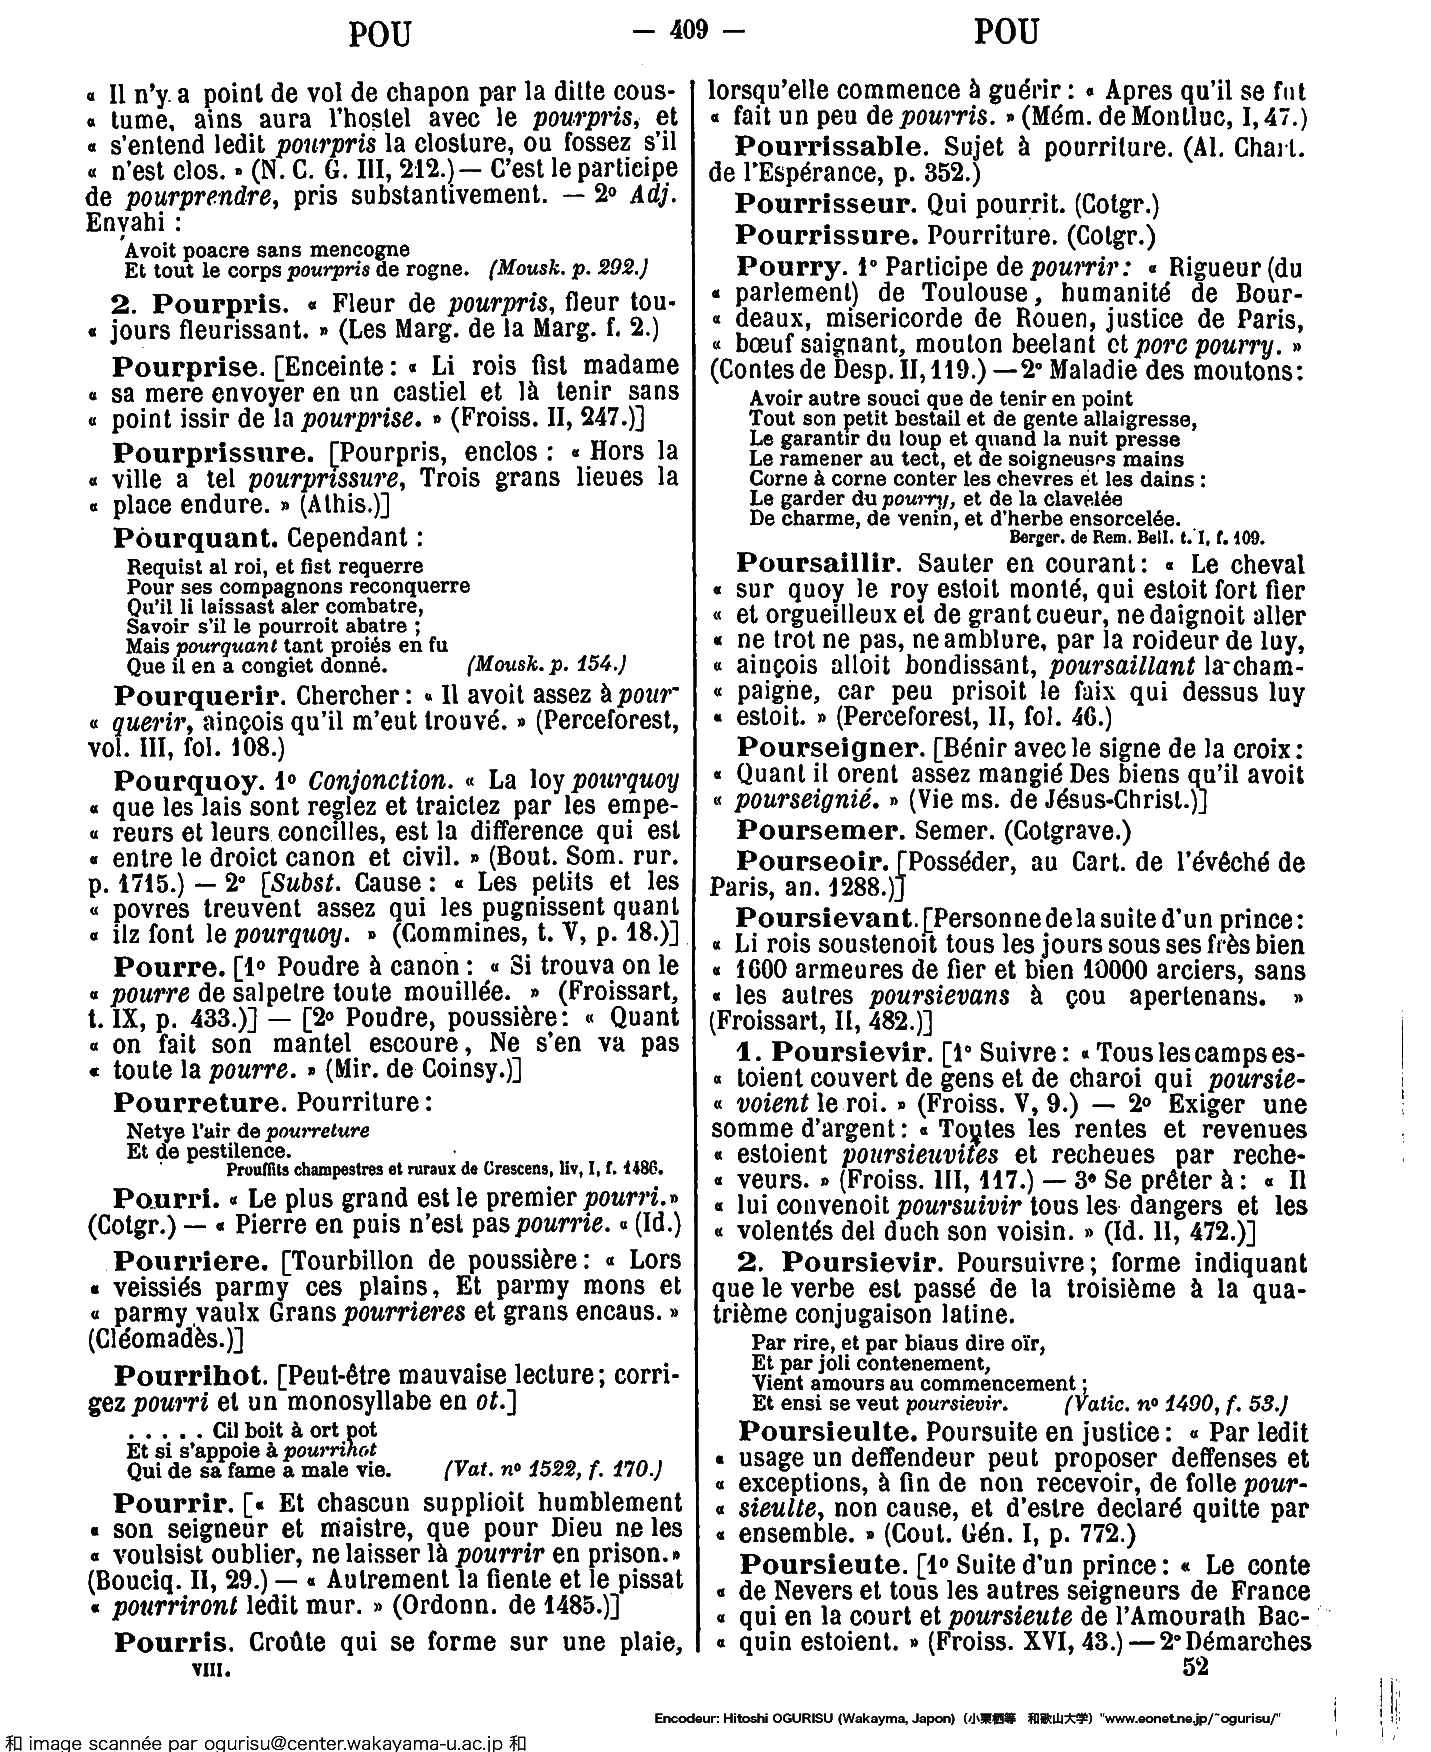 POU — 409 — POU
« Il n'y a point de vol de chapon par la ditte cous-
« tume, ains aura l'hostel avec le pourpris, et
« s'entend ledit pourpris la closture, ou fossez s'il
« n'est clos. » (N. C. G. III, 212.) — C'est le participe
de pourprendre, pris substantivement. — 2º Adj.
Envahi :
Avoit poacre sans mencogne
Et tout le corps pourpris de rogne. (Mousk. p. 292.)
2. Pourpris. « Fleur de pourpris, fleur tou-
« jours fleurissant. » (Les Marg. de la Marg. f. 2.)
Pourprise. [Enceinte : « Li rois fist madame
« sa mere envoyer en un castiel et là tenir sans
« point issir de la pourprise. » (Froiss. II, 247.)]
Pourprissure. [Pourpris, enclos : « Hors la
« ville a tel pourprissure, Trois grans lieues la
« place endure. » (Athis.)]
Pourquant. Cependant :
Requist al roi, et fist requerre
Pour ses compagnons reconquerre
Qu'il li laissast aler combatre,
Savoir s'il le pourroit abatre ;
Mais pourquant tant proiés en fu
Que il en a congiet donné. (Mousk. p. 154.)
Pourquerir. Chercher : « Il avoit assez à pour-
« querir, ainçois qu'il m'eut trouvé. » (Perceforest,
vol. III, fol. 108.)
Pourquoy. 1º Conjonction. « La loy pourquoy
« que les lais sont reglez et traictez par les empe-
« reurs et leurs concilles, est la difference qui est
« entre le droict canon et civil. » (Bout. Som. rur.
p. 1715.) — 2º [Subst. Cause : « Les petits et les
« povres treuvent assez qui les pugnissent quant
« ilz font le pourquoy. » (Commines, t. V, p. 18.)]
Pourre. [1º Poudre à canon : « Si trouva on le
« pourre de salpetre toute mouillée. » (Froissart,
t. IX, p. 433.)] — [2º Poudre, poussière : « Quant
« on fait son mantel escoure, Ne s'en va pas
« toute la pourre. » (Mir. de Coinsy.)]
Pourreture. Pourriture :
Netye l'air de pourreture
Et de pestilence.
Prouffits champestres et ruraux de Crescens, liv, I, f. 1486.
Pourri. « Le plus grand est le premier pourri. »
(Cotgr.) — « Pierre en puis n'est pas pourrie. « (Id.)
Pourriere. [Tourbillon de poussière : « Lors
« veissiés parmy ces plains, Et parmy mons et
« parmy vaulx Grans pourrieres et grans encaus. »
(Cléomadès.)]
Pourrihot. [Peut-être mauvaise lecture ; corri-
gez pourri et un monosyllabe en ot.]
. . . . . Cil boit à ort pot
Et si s'appoie à pourrihot
Qui de sa fame a male vie. (Vat. nº 1522, f. 170.)
Pourrir. [« Et chascun supplioit humblement
« son seigneur et maistre, que pour Dieu ne les
« voulsist oublier, ne laisser là pourrir en prison. »
(Bouciq. II, 29.) — « Autrement la fiente et le pissat
« pourriront ledit mur. » (Ordonn. de 1485.)]
Pourris. Croûte qui se forme sur une plaie,
VIII.
lorsqu'elle commence à guérir : « Apres qu'il se fut
« fait un peu de pourris. » (Mém. de Montluc, I, 47.)
Pourrissable. Sujet à pourriture. (Al. Chart.
de l'Espérance, p. 352.)
Pourrisseur. Qui pourrit. (Cotgr.)
Pourrissure. Pourriture. (Cotgr.)
Pourry. 1º Participe de pourrir : « Rigueur (du
« parlement) de Toulouse, humanité de Bour-
« deaux, misericorde de Rouen, justice de Paris,
« bœuf saignant, mouton beelant et porc pourry. »
(Contes de Desp. II, 119.) — 2º Maladie des moutons :
Avoir autre souci que de tenir en point
Tout son petit bestail et de gente allaigresse,
Le garantir du loup et quand la nuit presse
Le ramener au tect, et de soigneuses mains
Corne à corne conter les chevres et les dains :
Le garder du pourry, et de la clavelée
De charme, de venin, et d'herbe ensorcelée.
Berger. de Rem. Bell. t. I, f. 109.
Poursaillir. Sauter en courant : « Le cheval
« sur quoy le roy estoit monté, qui estoit fort fier
« et orgueilleux et de grant cueur, ne daignoit aller
« ne trot ne pas, ne amblure, par la roideur de luy,
« ainçois alloit bondissant, poursaillant la cham-
« paigne, car peu prisoit le faix qui dessus luy
« estoit. » (Perceforest, II, fol. 46.)
Pourseigner. [Bénir avec le signe de la croix :
« Quant il orent assez mangié Des biens qu'il avoit
« pourseignié. » (Vie ms. de Jésus-Christ.)]
Poursemer. Semer. (Cotgrave.)
Pourseoir. [Posséder, au Cart. de l'évêché de
Paris, an. 1288.)]
Poursievant. [Personne de la suite d'un prince :
« Li rois soustenoit tous les jours sous ses frès bien
« 1600 armeures de fier et bien 10000 arciers, sans
« les autres poursievans à çou apertenans. »
(Froissart, II, 482.)]
1. Poursievir. [1º Suivre : « Tous les camps es-
« toient couvert de gens et de charoi qui poursie-
« voient le roi. » (Froiss. V, 9.) — 2º Exiger une
somme d'argent : « Toutes les rentes et revenues
« estoient poursieuvites et recheues par reche-
« veurs. » (Froiss. III, 117.) — 3º Se prêter à : « Il
« lui convenoit poursuivir tous les dangers et les
« volentés del duch son voisin. » (Id. II, 472.)]
2. Poursievir. Poursuivre ; forme indiquant
que le verbe est passé de la troisième à la qua-
trième conjugaison latine.
Par rire, et par biaus dire oïr,
Et par joli contenement,
Vient amours au commencement ;
Et ensi se veut poursievir. (Vatic. nº 1490, f. 53.)
Poursieulte. Poursuite en justice : « Par ledit
« usage un deffendeur peut proposer deffenses et
« exceptions, à fin de non recevoir, de folle pour-
« sieulte, non cause, et d'estre declaré quitte par
« ensemble. » (Cout. Gén. I, p. 772.)
Poursieute. [1º Suite d'un prince : « Le conte
« de Nevers et tous les autres seigneurs de France
« qui en la court et poursieute de l'Amourath Bac-
« quin estoient. » (Froiss. XVI, 43.) — 2º Démarches
52
Encodeur: Hitoshi OGURISU (Wakayma, Japon) (小栗栖等 和歌山大学) "www.eonet.ne.jp/~ogurisu/"
和 image scannée par ogurisu@center.wakayama-u.ac.jp 和